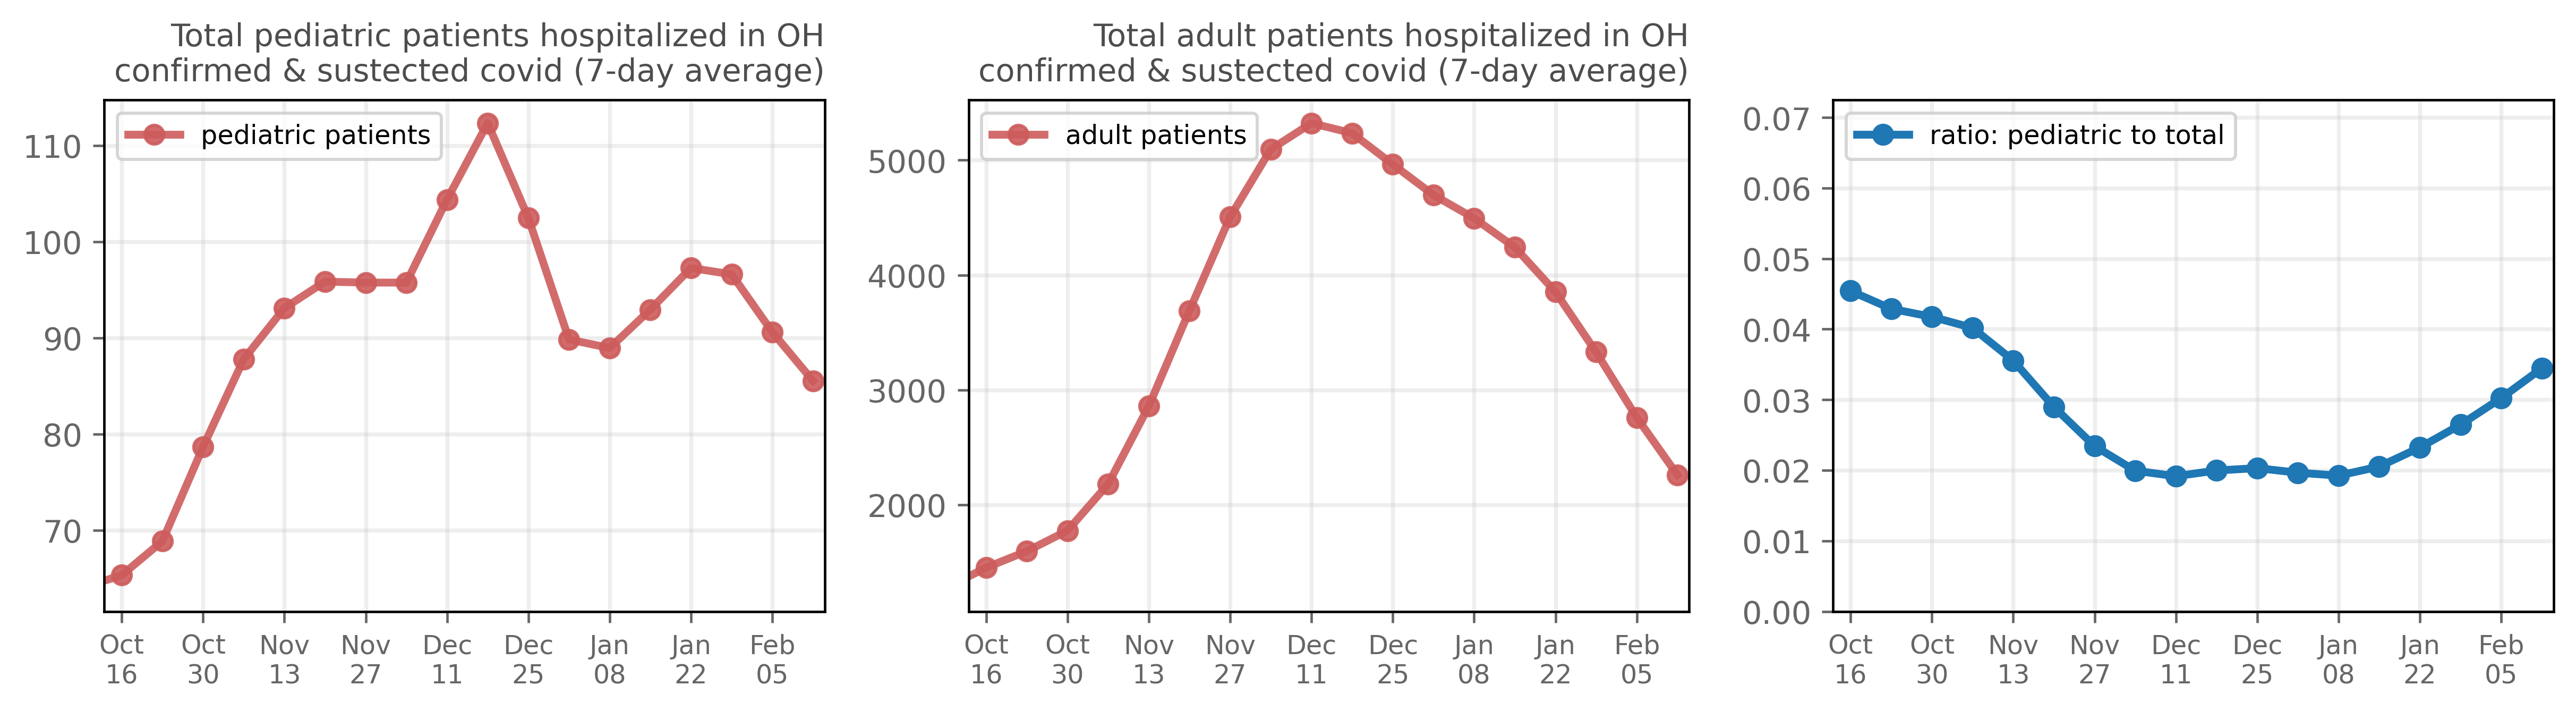 Total pediatric patients hospitalized in OH
confirmed & sustected covid (7-day average)
pediatric patients
110
100
90
80
70
Oct 16
Oct 30
Nov 13
Nov 27
Dec 11
Dec 25
Jan 08
Jan 22
Feb 05
Total adult patients hospitalized in OH
confirmed & sustected covid (7-day average)
adult patients
5000
4000
3000
2000
Oct 16
Oct 30
Nov 13
Nov 27
Dec 11
Dec 25
Jan 08
Jan 22
Feb 05
ratio: pediatric to total
0.07
0.06
0.05
0.04
0.03
0.02
0.01
0.00
Oct 16
Oct 30
Nov 13
Nov 27
Dec 11
Dec 25
Jan 08
Jan 22
Feb 05